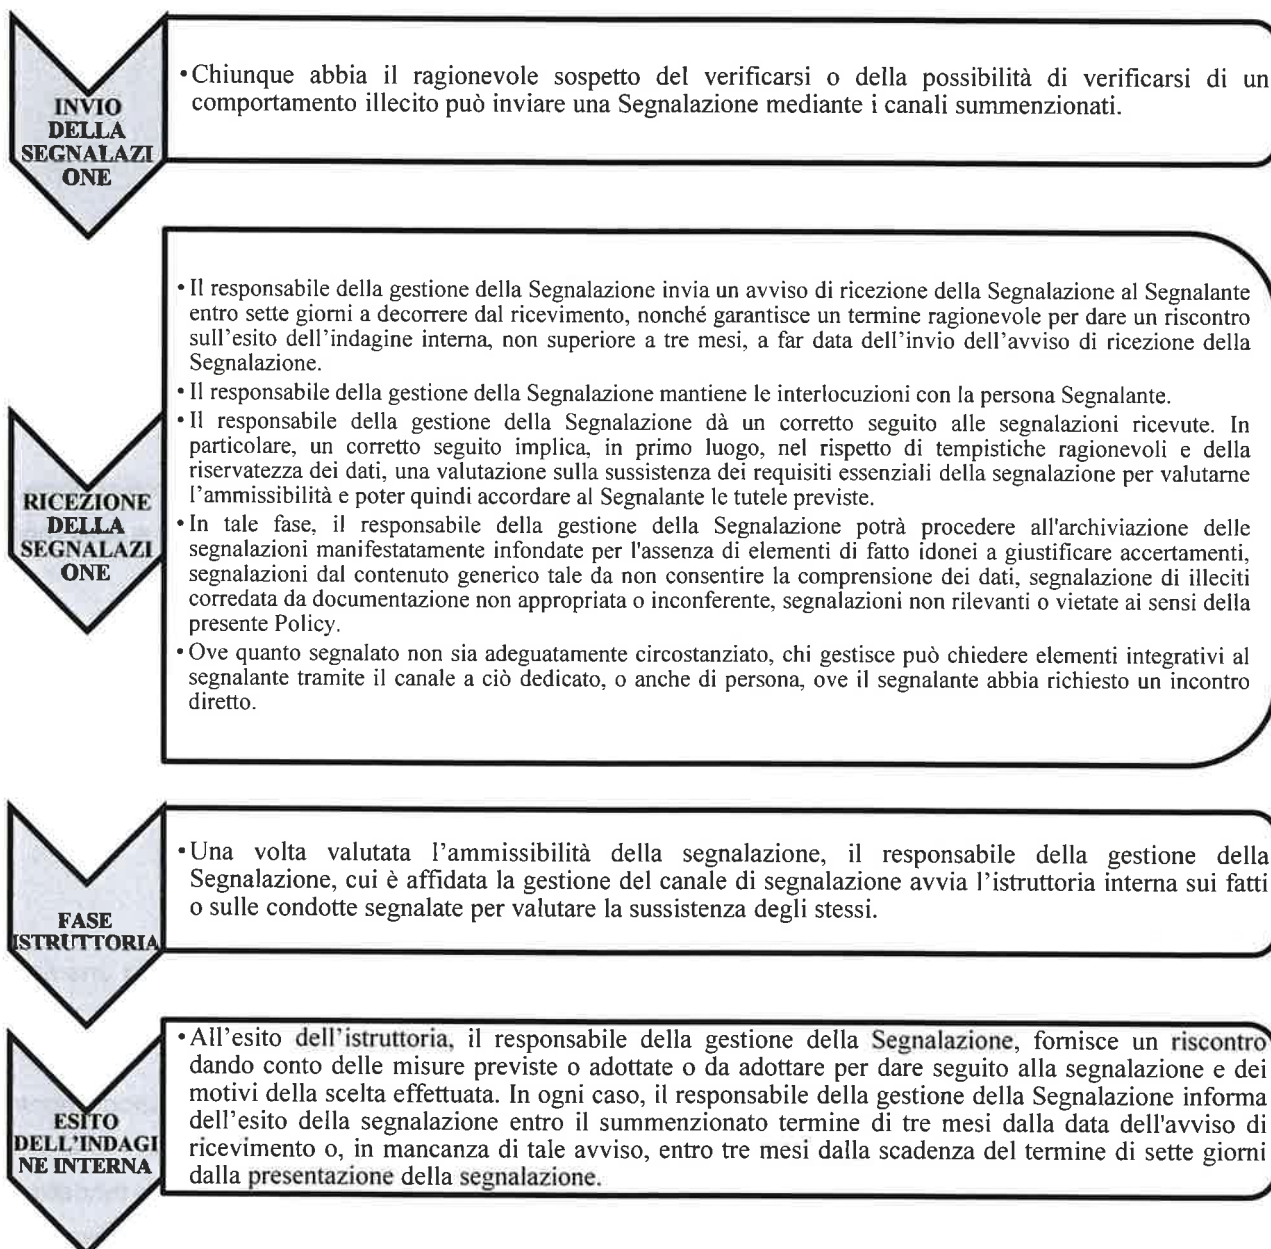 INVIO
DELLA
SEGNALAZI
ONE
•Chiunque abbia il ragionevole sospetto del verificarsi o della possibilità di verificarsi di un
comportamento illecito può inviare una Segnalazione mediante i canali summenzionati.
RICEZIONE
DELLA
SEGNALAZI
ONE
•Il responsabile della gestione della Segnalazione invia un avviso di ricezione della Segnalazione al Segnalante
entro sette giorni a decorrere dal ricevimento, nonché garantisce un termine ragionevole per dare un riscontro
sull'esito dell'indagine interna, non superiore a tre mesi, a far data dell'invio dell'avviso di ricezione della
Segnalazione.
•Il responsabile della gestione della Segnalazione mantiene le interlocuzioni con la persona Segnalante.
•Il responsabile della gestione della Segnalazione dà un corretto seguito alle segnalazioni ricevute. In
particolare, un corretto seguito implica, in primo luogo, nel rispetto di tempistiche ragionevoli e della
riservatezza dei dati, una valutazione sulla sussistenza dei requisiti essenziali della segnalazione per valutarne
l'ammissibilità e poter quindi accordare al Segnalante le tutele previste.
•In tale fase, il responsabile della gestione della Segnalazione potrà procedere all'archiviazione delle
segnalazioni manifestatamente infondate per l'assenza di elementi di fatto idonei a giustificare accertamenti,
segnalazioni dal contenuto generico tale da non consentire la comprensione dei dati, segnalazione di illeciti
corredata da documentazione non appropriata o inconferente, segnalazioni non rilevanti o vietate ai sensi della
presente Policy.
•Ove quanto segnalato non sia adeguatamente circostanziato, chi gestisce può chiedere elementi integrativi al
segnalante tramite il canale a ciò dedicato, o anche di persona, ove il segnalante abbia richiesto un incontro
diretto.
FASE
ISTRUTTORIA
•Una volta valutata l'ammissibilità della segnalazione, il responsabile della gestione della
Segnalazione, cui è affidata la gestione del canale di segnalazione avvia l'istruttoria interna sui fatti
o sulle condotte segnalate per valutare la sussistenza degli stessi.
ESITO
DELL'INDAGI
NE INTERNA
•All'esito dell'istruttoria, il responsabile della gestione della Segnalazione, fornisce un riscontro
dando conto delle misure previste o adottate o da adottare per dare seguito alla segnalazione e dei
motivi della scelta effettuata. In ogni caso, il responsabile della gestione della Segnalazione informa
dell'esito della segnalazione entro il summenzionato termine di tre mesi dalla data dell'avviso di
ricevimento o, in mancanza di tale avviso, entro tre mesi dalla scadenza del termine di sette giorni
dalla presentazione della segnalazione.